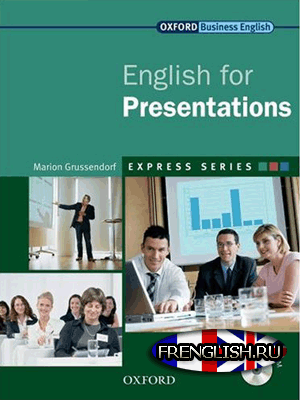 OXFORD Business English
English for
Presentations
Marion Grussendorf
EXPRESS SERIES
FRENGLISH.RU
OXFORD